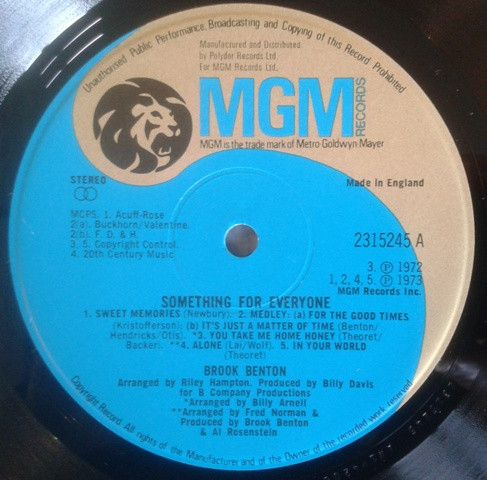 Unauthorised Public Performance, Broadcasting and Copying of this Record Prohibited
Manufactured and Distributed
by Polydor Records Ltd.
For MGM Records Ltd.
MGM
RECORDS
MGM is the trade mark of Metro-Goldwyn Mayer
STEREO
Made in England
MCPS. 1. Acuff-Rose
2(a). Buckhorn/Valentine.
2(b). F. D. & H.
3. 5. Copyright Control.
4. 20th Century Music
2315245 A
3. ℗ 1972
1, 2, 4, 5. ℗ 1973
MGM Records Inc.
SOMETHING FOR EVERYONE
1. SWEET MEMORIES (Newbury). 2. MEDLEY: (a) FOR THE GOOD TIMES
(Kristofferson). (b) IT'S JUST A MATTER OF TIME (Benton/
Hendricks/Otis). *3. YOU TAKE ME HOME HONEY (Theoret/
Backer). **4. ALONE (Lai/Wolf). 5. IN YOUR WORLD
(Theoret)
BROOK BENTON
Arranged by Riley Hampton. Produced by Billy Davis
for B Company Productions
*Arranged by Billy Arnell
**Arranged by Fred Norman &
Produced by Brook Benton
& Al Rosenstein
Copyright Record. All rights of the Manufacturer and of the Owner of the recorded work reserved.